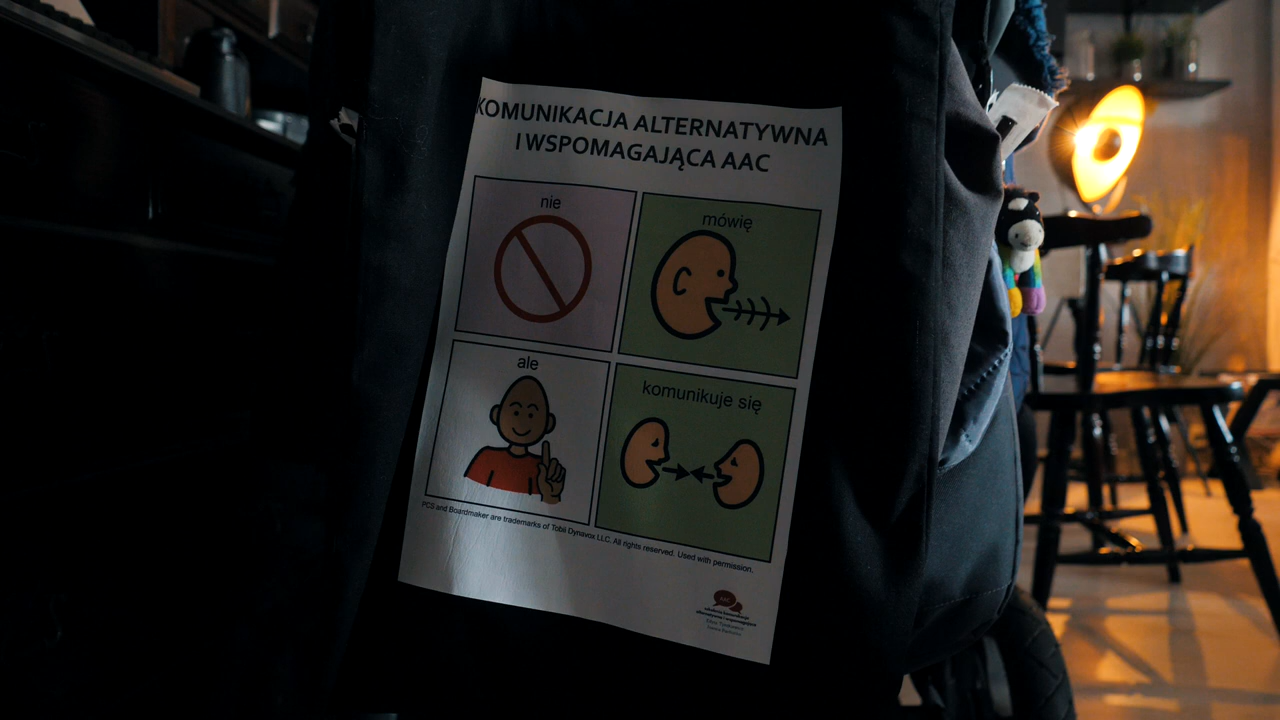 KOMUNIKACJA ALTERNATYWNA
I WSPOMAGAJĄCA AAC
nie
mówię
ale
komunikuje się
PCS and Boardmaker are trademarks of Tobii Dynavox LLC. All rights reserved. Used with permission.
AAC